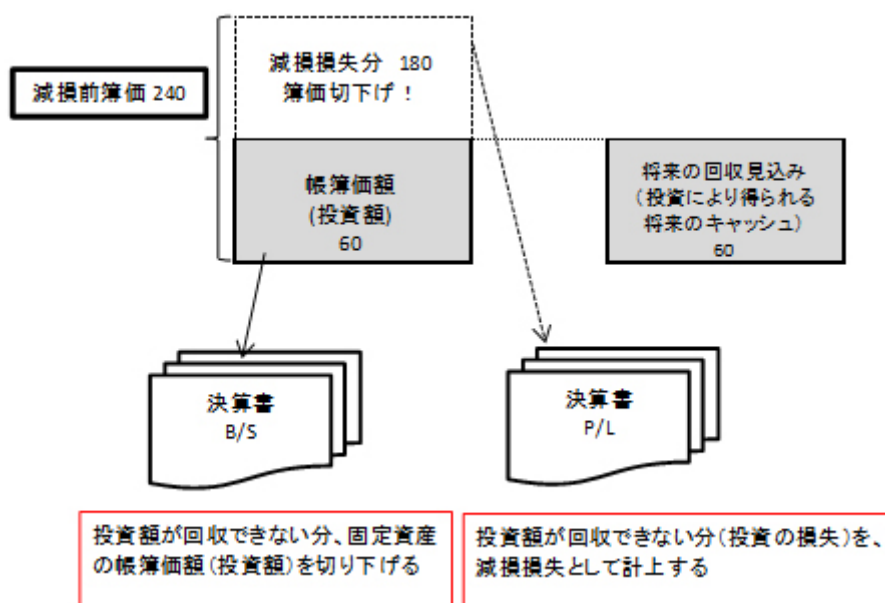 減損損失分 180
簿価切下げ！
減損前簿価 240
帳簿価額
(投資額)
60
将来の回収見込み
(投資により得られる
将来のキャッシュ)
60
決算書
B/S
決算書
P/L
投資額が回収できない分、固定資産
の帳簿価額(投資額)を切り下げる
投資額が回収できない分(投資の損失)を、
減損損失として計上する